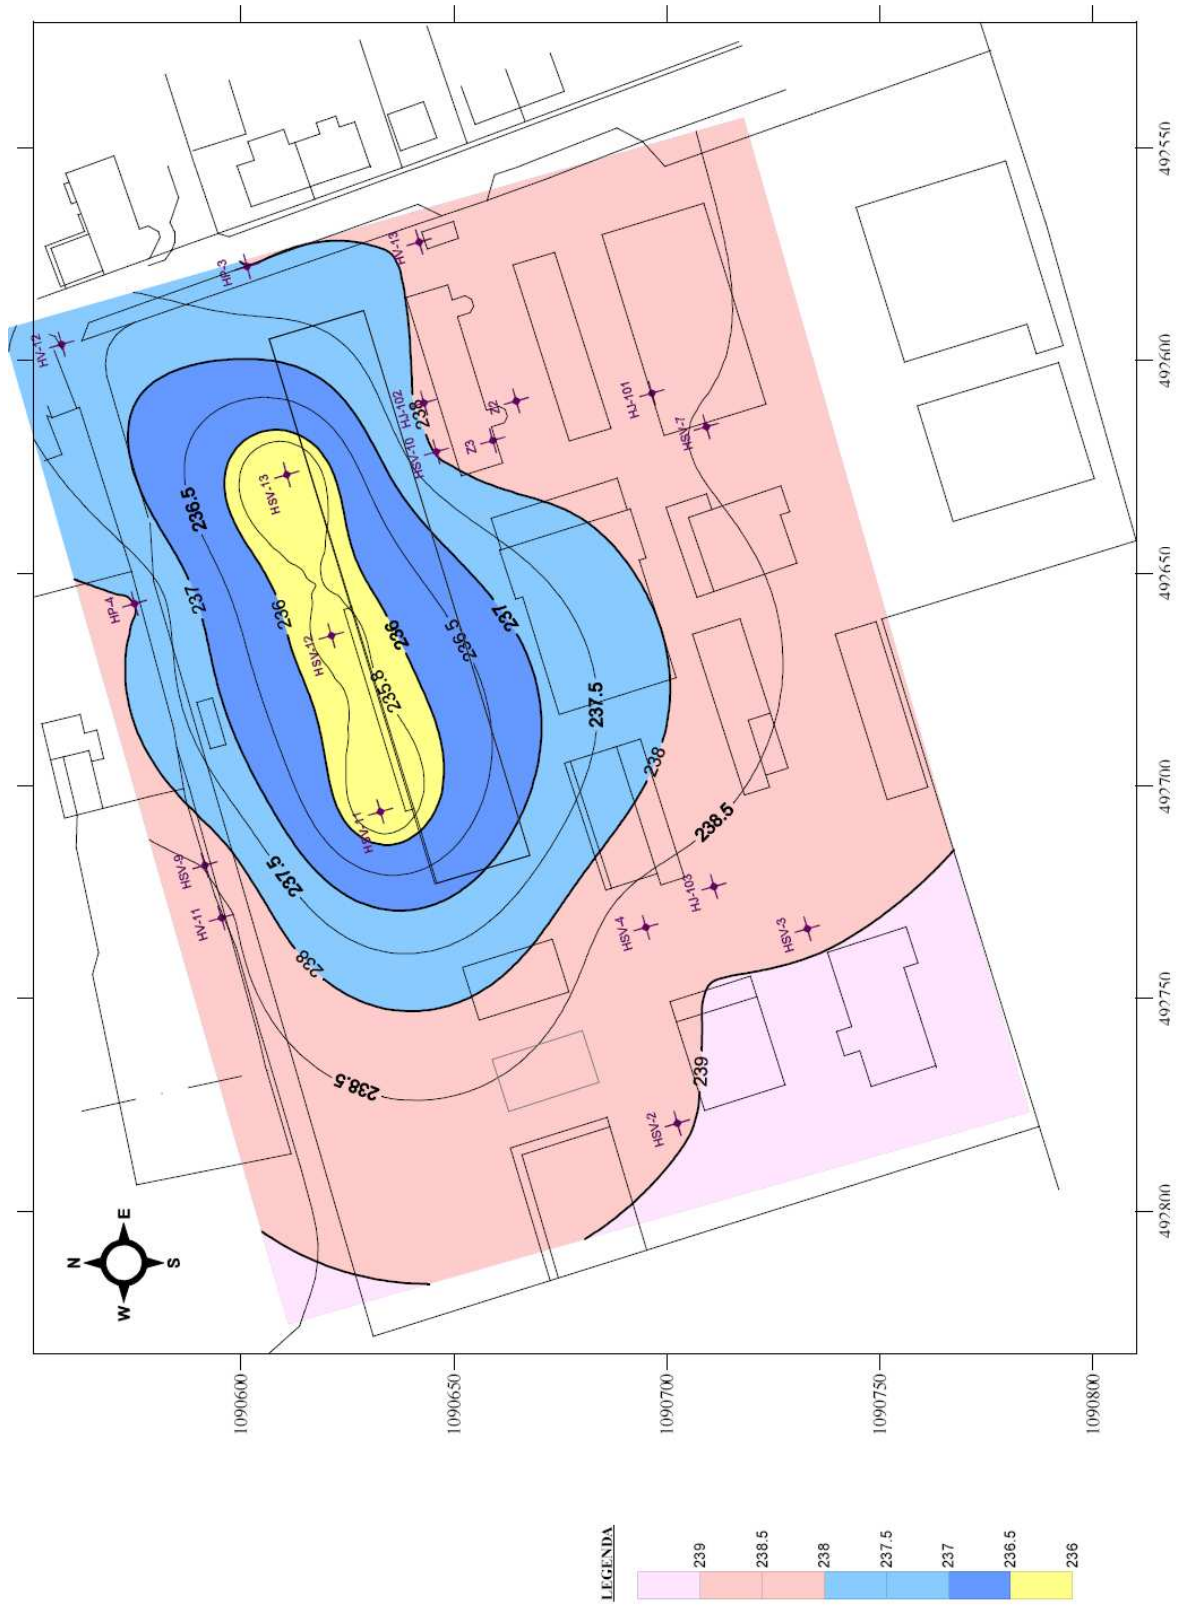 N
W
E
S
HV-12
HP-3
HV-13
HP-4
HSV-13
HJ-102
HSV-10
Z2
Z3
HJ-101
HSV-7
HSV-12
HSV-11
HSV-9
HV-11
HSV-4
HJ-103
HSV-3
HSV-2
236.5
237
236
238
236
236.5
237
235.8
237.5
238
237.5
238
238.5
238.5
239
492550
492600
492650
492700
492750
492800
1090600
1090650
1090700
1090750
1090800
LEGENDA
239
238.5
238
237.5
237
236.5
236